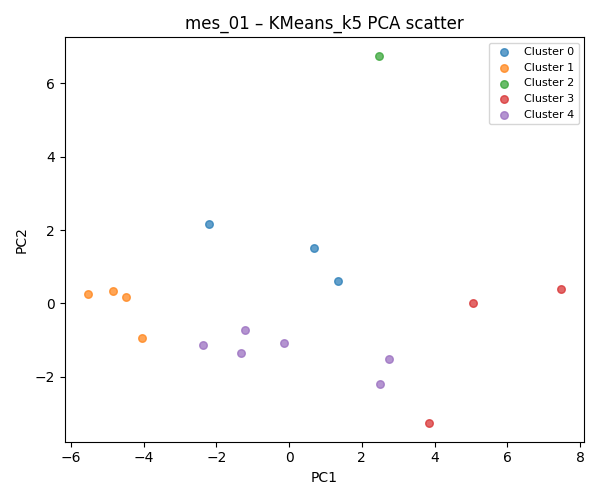 mes_01 – KMeans_k5 PCA scatter
Cluster 0
Cluster 1
Cluster 2
Cluster 3
Cluster 4
6
4
2
0
−2
PC2
−6
−4
−2
0
2
4
6
8
PC1